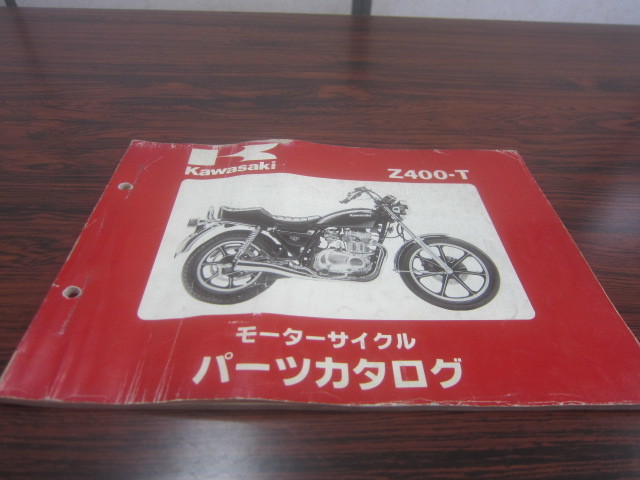 Kawasaki
Z400-T
モーターサイクル
パーツカタログ